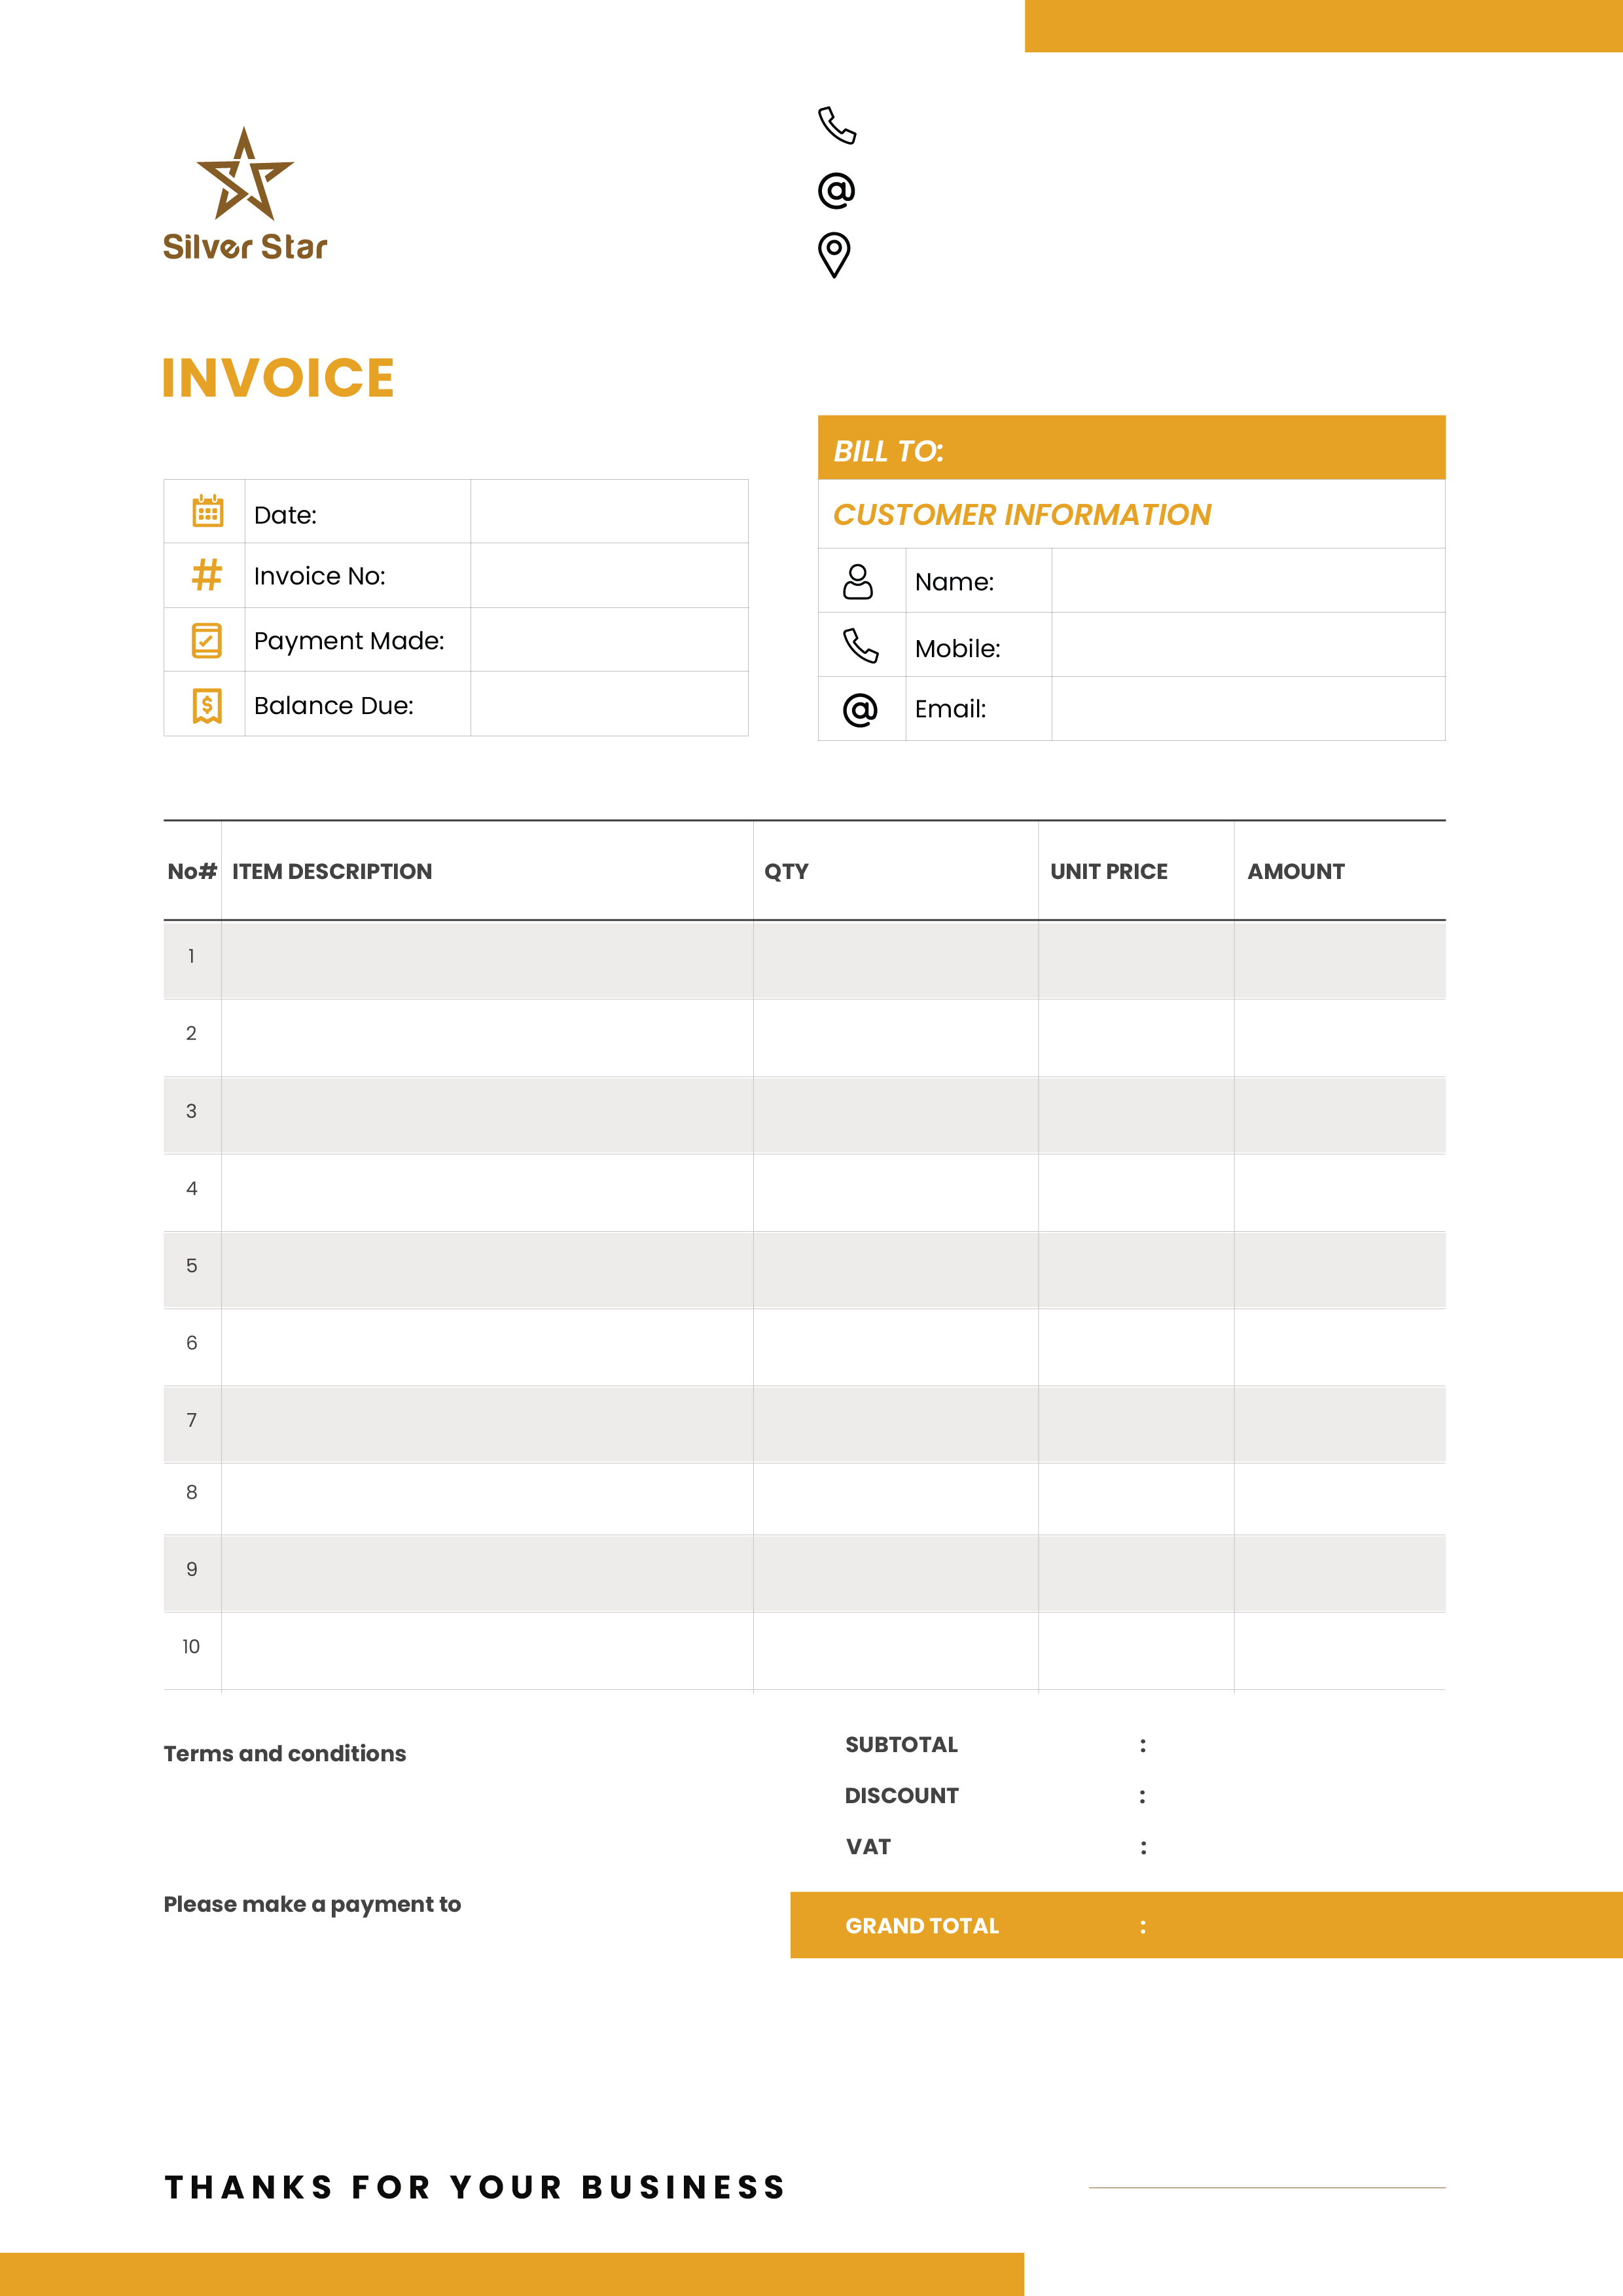 Silver Star
INVOICE
BILL TO:
CUSTOMER INFORMATION
Date:
Invoice No:
Payment Made:
Balance Due:
Name:
Mobile:
Email:
No# ITEM DESCRIPTION QTY UNIT PRICE AMOUNT
1
2
3
4
5
6
7
8
9
10
Terms and conditions
Please make a payment to
SUBTOTAL :
DISCOUNT :
VAT :
GRAND TOTAL :
THANKS FOR YOUR BUSINESS